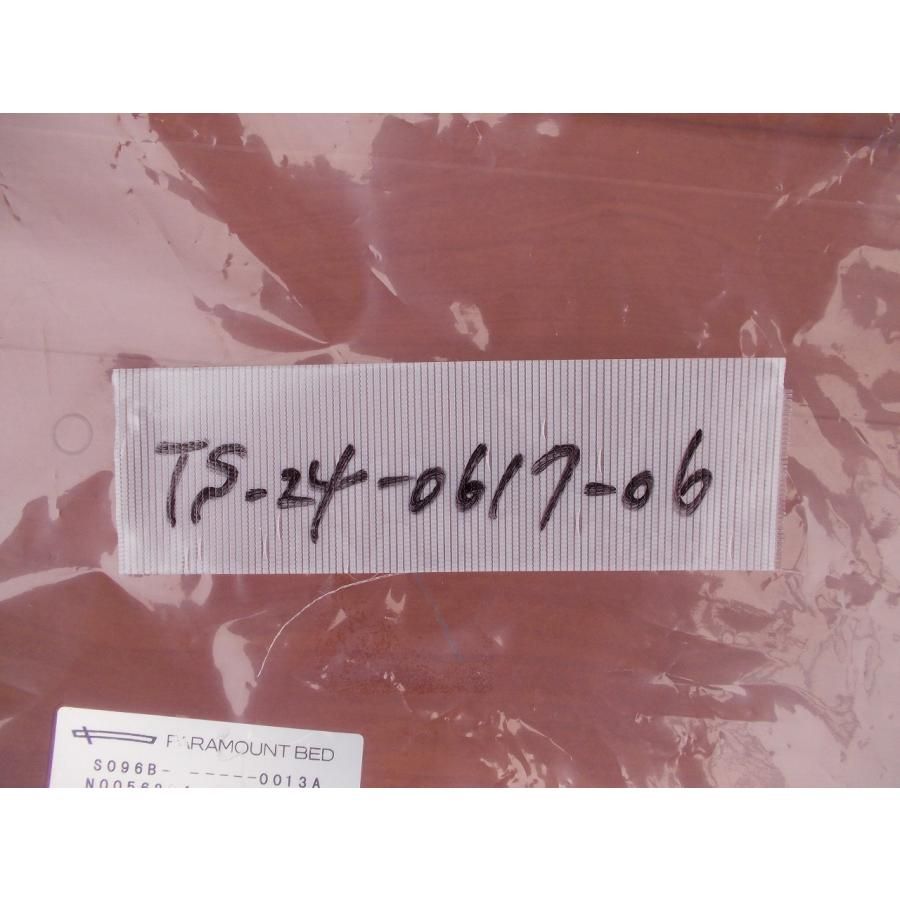 TS-24-0617-06
PARAMOUNT BED
S096B- -----0013A